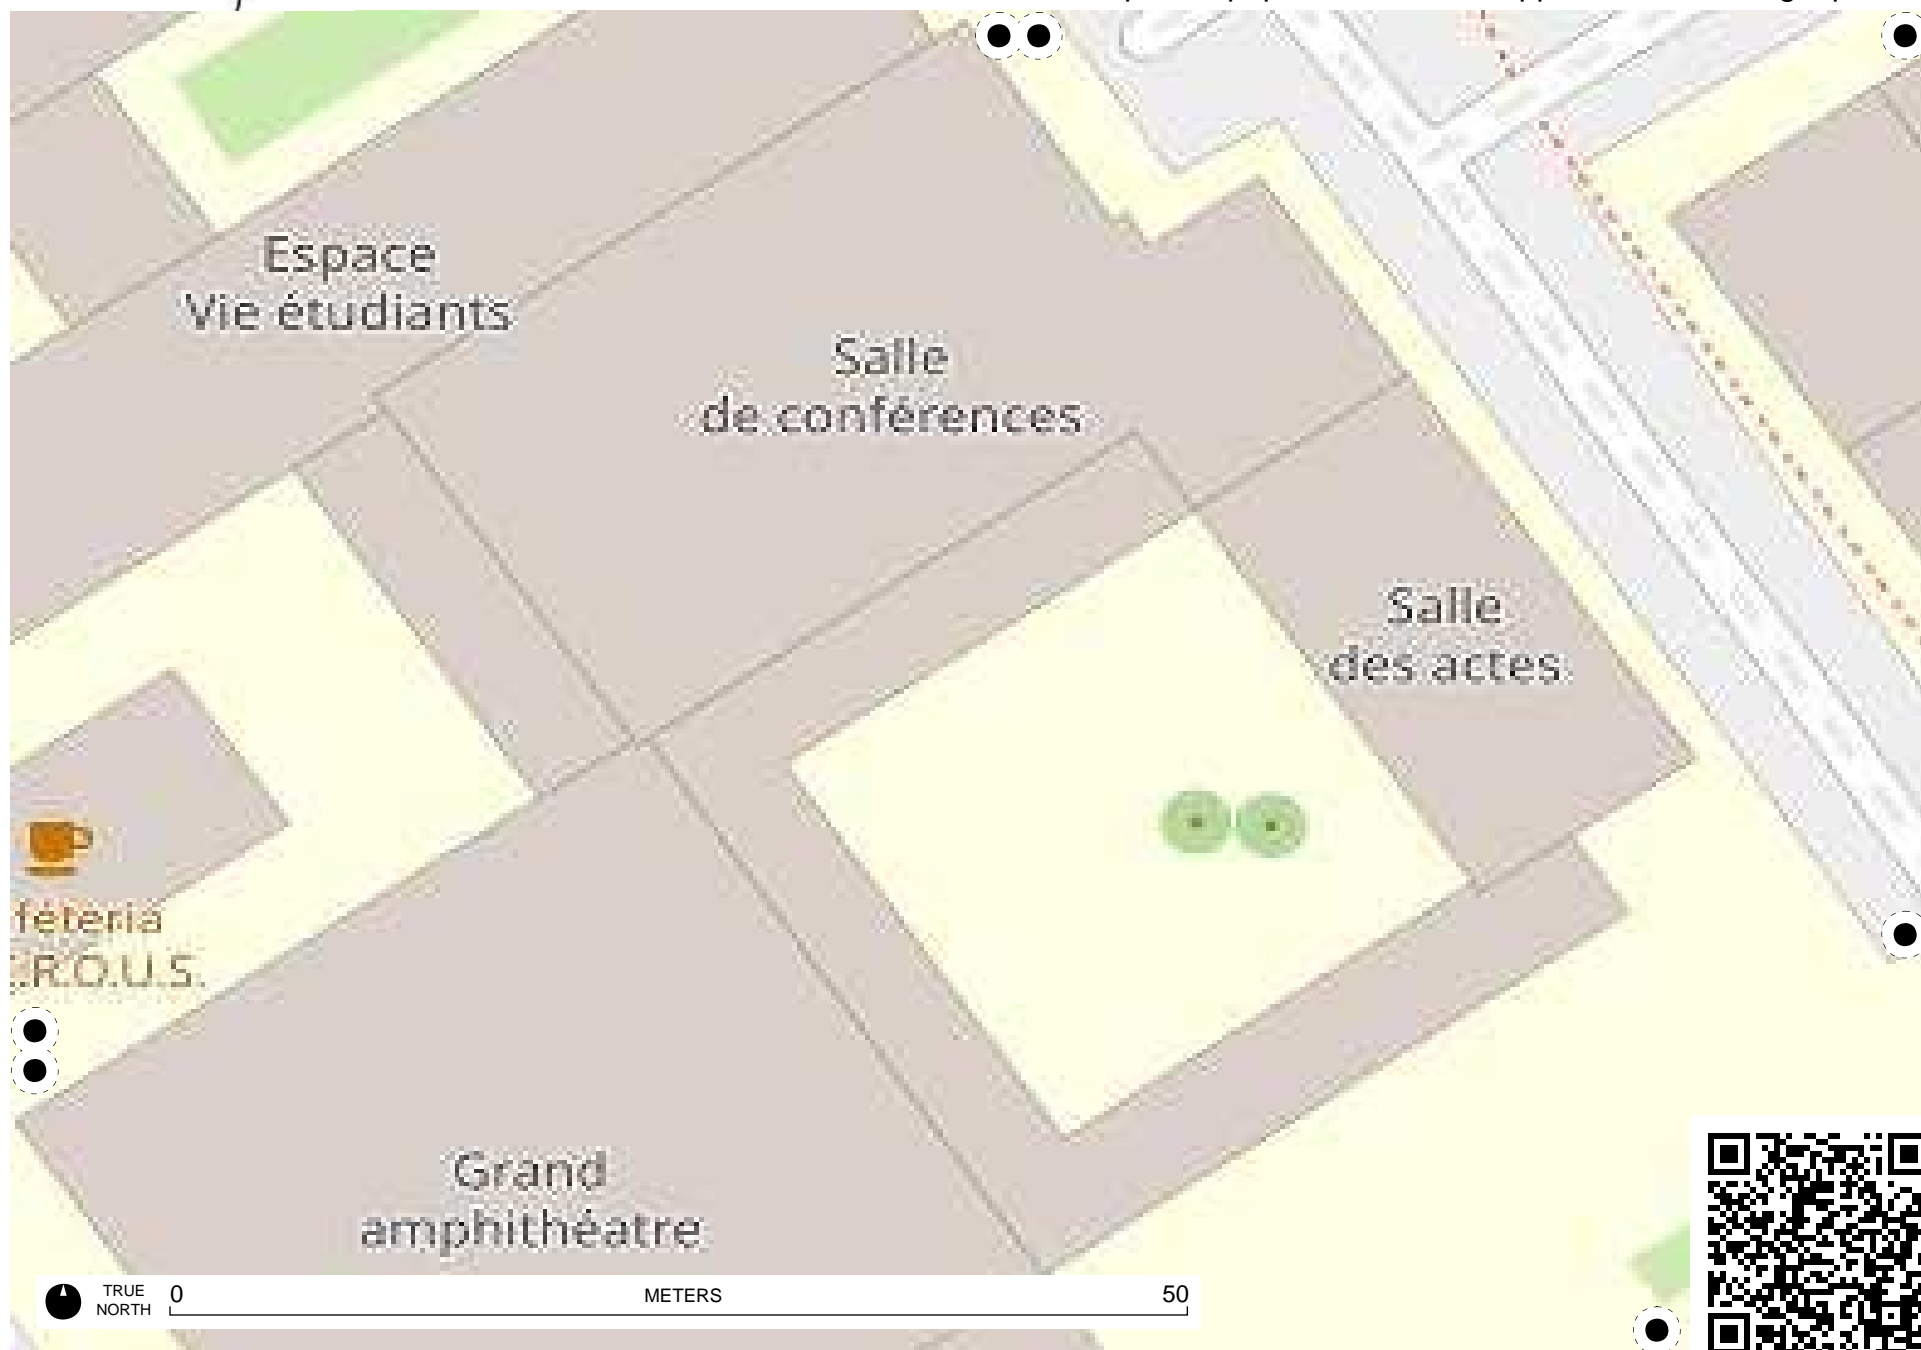 Espace
Vie étudiants
Salle
de conférences
Salle
des actes
féteria
.R.O.U.S.
Grand
amphithéatre
TRUE
NORTH
0
METERS
50